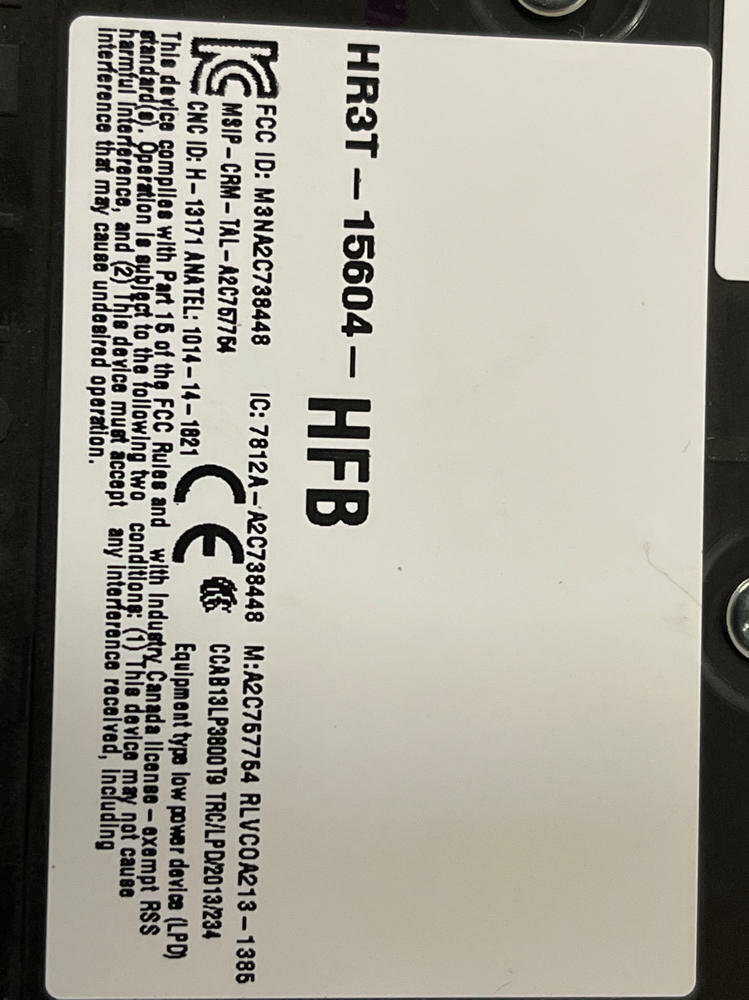 HR3T-15604-HFB
FCC ID: M3NA2C738448 IC: 7812A-A2C738448 M:A2C757754 RLVCOA213-1385
MSIP-CRM-TAL-A2C757754 CCAB13LP3800T9 TRC/LPD/2013/234
CNC ID: H-13171 ANATEL: 1014-14-1821 CE Equipment type low power device (LPD)
This device complies with Part 15 of the FCC Rules and with Industry Canada license-exempt RSS
standard(s). Operation is subject to the following two conditions: (1) This device may not cause
harmful interference, and (2) This device must accept any interference received, including
interference that may cause undesired operation.